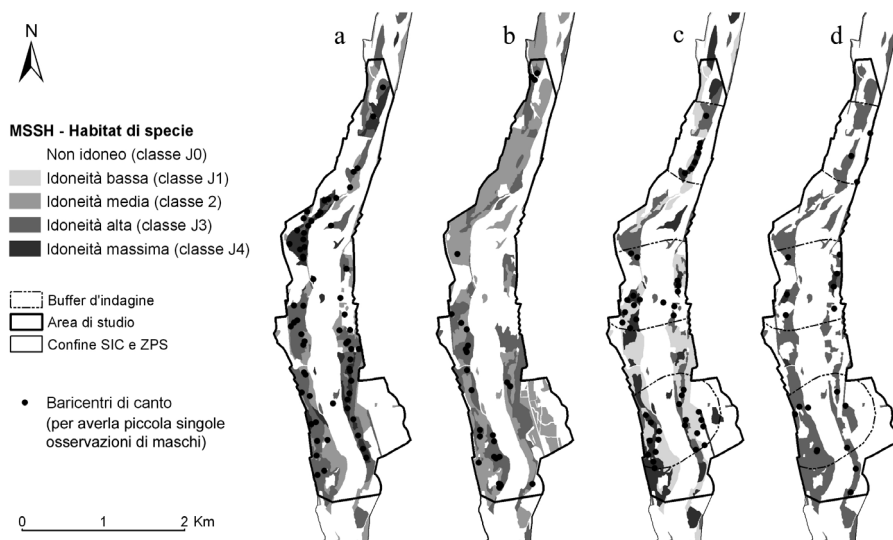 N
a
b
c
d
MSSH - Habitat di specie
Non idoneo (classe J0)
Idoneità bassa (classe J1)
Idoneità media (classe 2)
Idoneità alta (classe J3)
Idoneità massima (classe J4)
Buffer d'indagine
Area di studio
Confine SIC e ZPS
Baricentri di canto
(per averla piccola singole
osservazioni di maschi)
0 1 2 Km